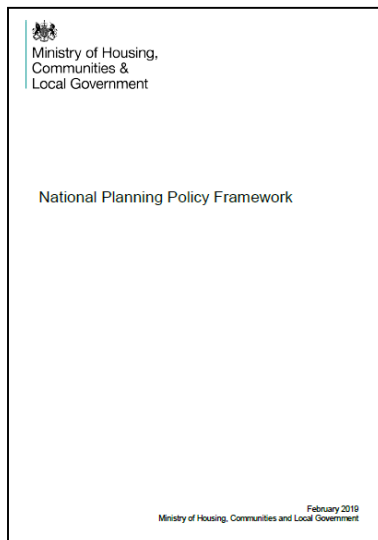 Ministry of Housing,
Communities &
Local Government
National Planning Policy Framework
February 2019
Ministry of Housing, Communities and Local Government